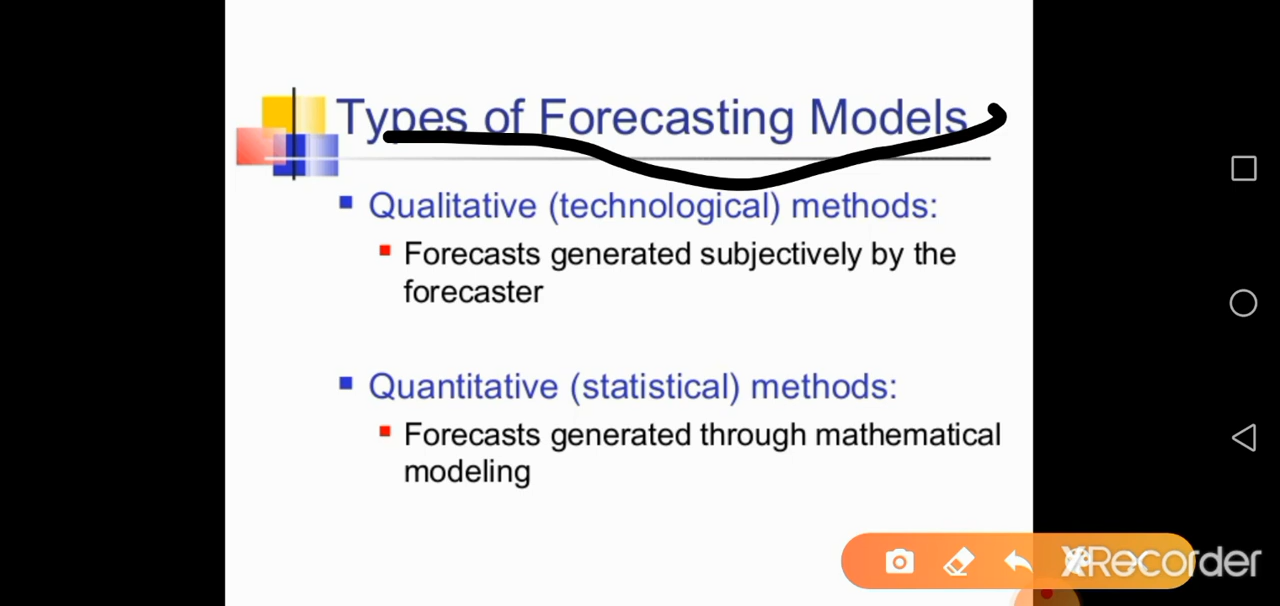 Types of Forecasting Models
Qualitative (technological) methods:
Forecasts generated subjectively by the
forecaster
Quantitative (statistical) methods:
Forecasts generated through mathematical
modeling
XRecorder